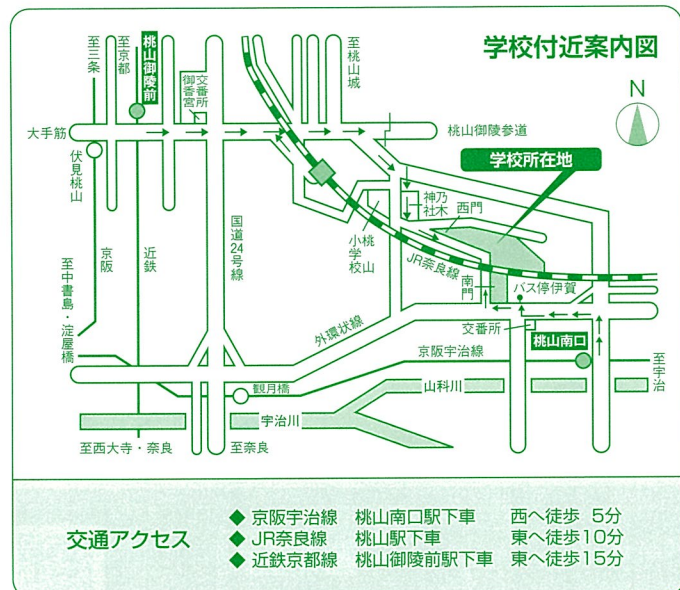 学校付近案内図
N
至三条
至京都
桃山御陵前
御香宮
交番所
至桃山城
大手筋
桃山御陵参道
伏見桃山
学校所在地
乃木神社
西門
国道24号線
桃山小学校
JR奈良線
京阪
近鉄
至中書島・淀屋橋
南門
バス停伊賀
外環状線
交番所
桃山南口
京阪宇治線
至宇治
観月橋
山科川
宇治川
至西大寺・奈良
至奈良
交通アクセス
◆ 京阪宇治線 桃山南口駅下車 西へ徒歩 5分
◆ JR奈良線 桃山駅下車 東へ徒歩10分
◆ 近鉄京都線 桃山御陵前駅下車 東へ徒歩15分